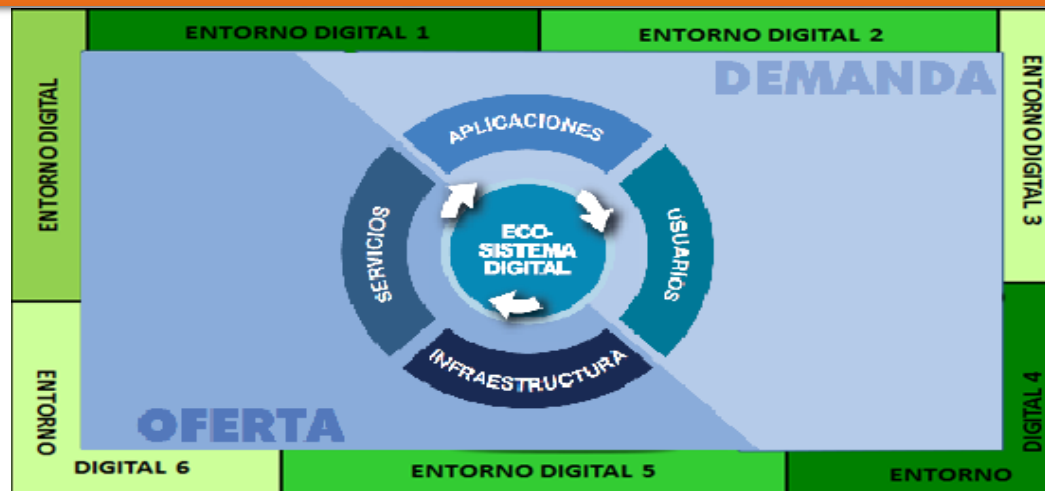 ENTORNO DIGITAL 1
ENTORNO DIGITAL 2
ENTORNO DIGITAL
ENTORNO DIGITAL 3
DEMANDA
APLICACIONES
SERVICIOS
USUARIOS
ECO-
SISTEMA
DIGITAL
INFRAESTRUCTURA
OFERTA
ENTORNO
DIGITAL 6
ENTORNO DIGITAL 5
ENTORNO
DIGITAL 4